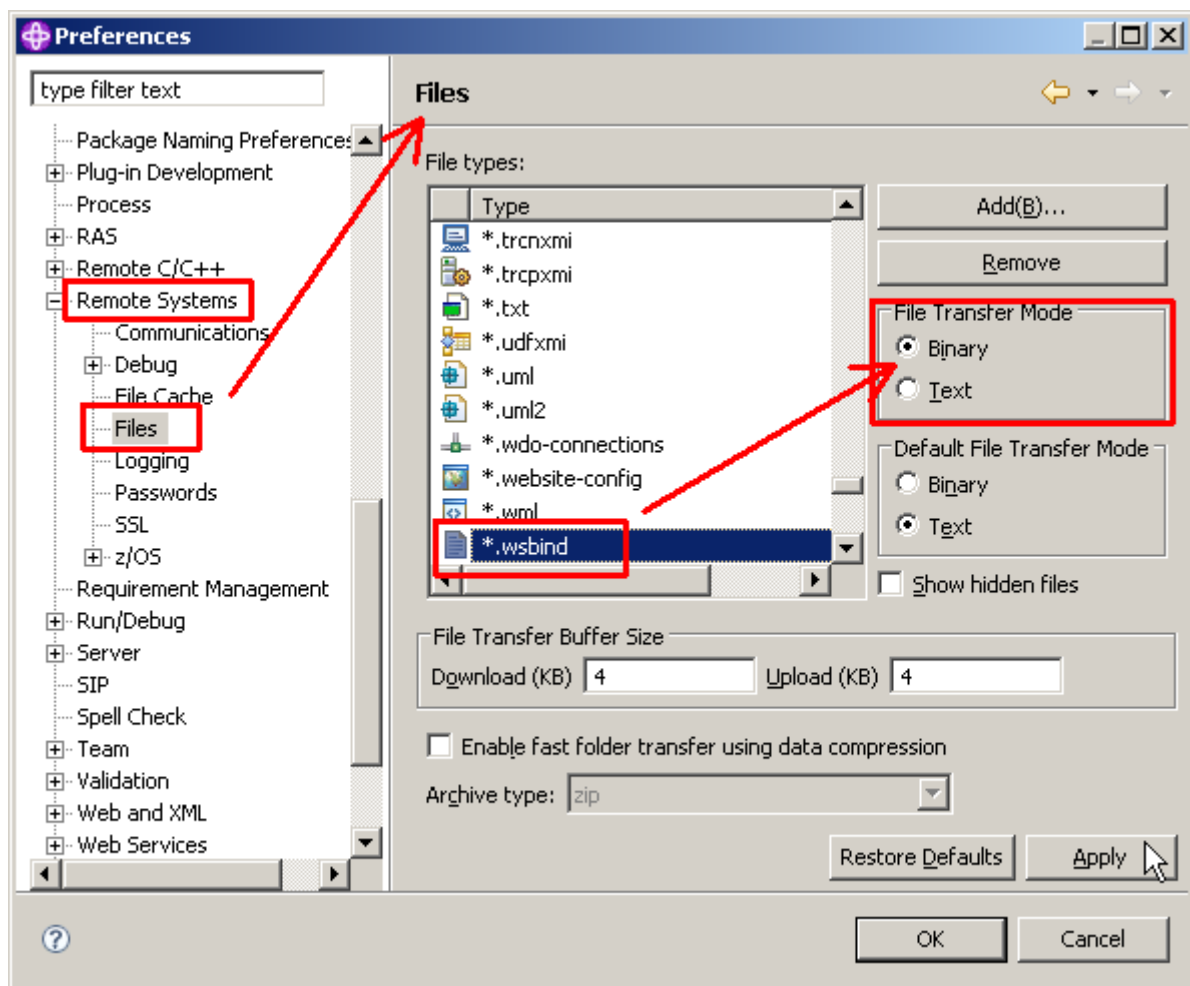 Preferences
type filter text
Package Naming Preferences
Plug-in Development
Process
RAS
Remote C/C++
Remote Systems
Communications
Debug
File Cache
Files
Logging
Passwords
SSL
z/OS
Requirement Management
Run/Debug
Server
SIP
Spell Check
Team
Validation
Web and XML
Web Services
Files
File types:
Type
*.trcnxmi
*.trcpxmi
*.txt
*.udfxmi
*.uml
*.uml2
*.wdo-connections
*.website-config
*.wml
*.wsbind
Add(B)...
Remove
File Transfer Mode
Binary
Text
Default File Transfer Mode
Binary
Text
Show hidden files
File Transfer Buffer Size
Download (KB) 4 Upload (KB) 4
Enable fast folder transfer using data compression
Archive type: zip
Restore Defaults Apply
OK Cancel